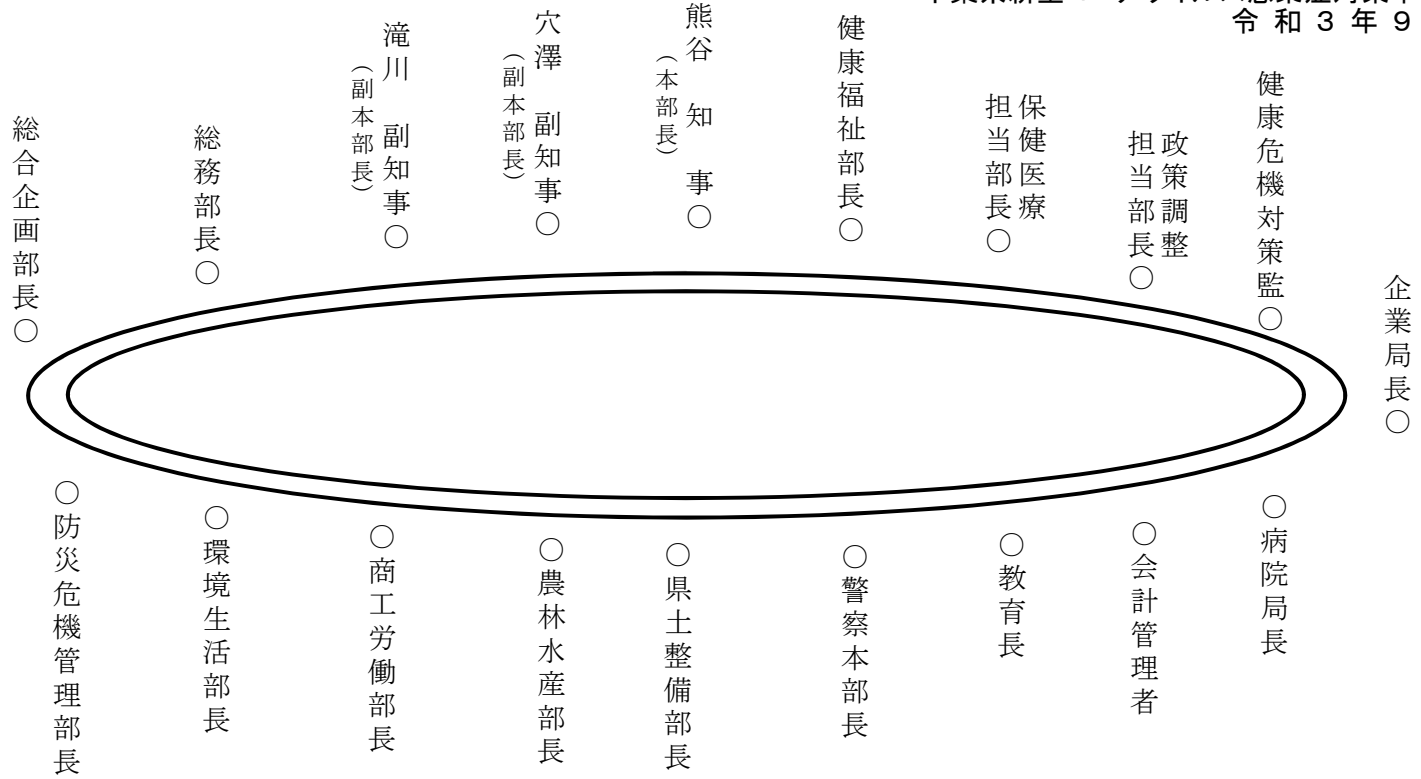 令 和 3 年 9
企業局長○
健康危機対策監○
政策調整
担当部長○
保健医療
担当部長○
健康福祉部長○
熊谷 知 事○
（本部長）
穴澤 副知事○
（副本部長）
滝川 副知事○
（副本部長）
総務部長○
総合企画部長○
○病院局長
○会計管理者
○教育長
○警察本部長
○県土整備部長
○農林水産部長
○商工労働部長
○環境生活部長
○防災危機管理部長